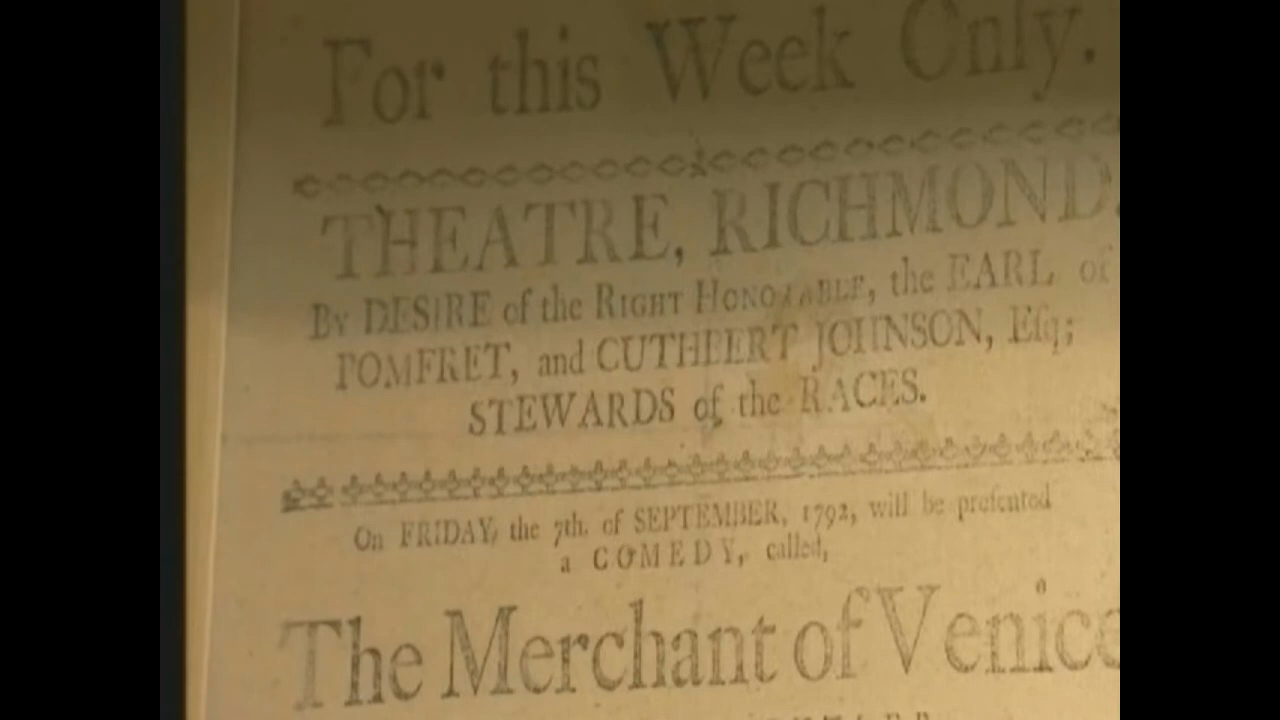 For this Week Only.
THEATRE, RICHMOND.
By DESIRE of the RIGHT HONOURABLE, the EARL of
POMFRET, and CUTHBERT JOHNSON, Eſq;
STEWARDS of the RACES.
On FRIDAY, the 7th. of SEPTEMBER, 1792, will be preſented
a COMEDY, called,
The Merchant of Venice